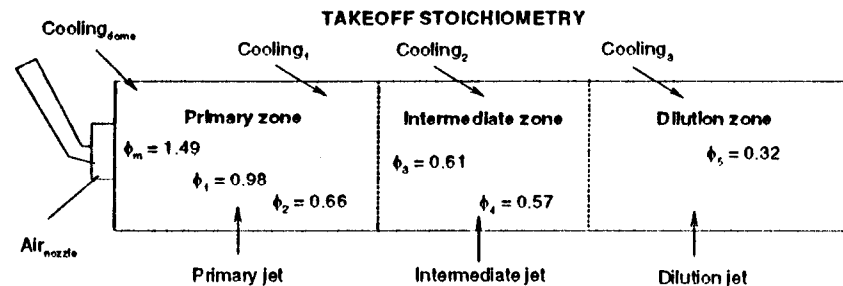 TAKEOFF STOICHIOMETRY
Cooling_dome
Cooling_1
Cooling_2
Cooling_3
Primary zone
Intermediate zone
Dilution zone
ϕ_m = 1.49
ϕ_1 = 0.98
ϕ_2 = 0.66
ϕ_3 = 0.61
ϕ_4 = 0.57
ϕ_5 = 0.32
Air_nozzle
Primary jet
Intermediate jet
Dilution jet